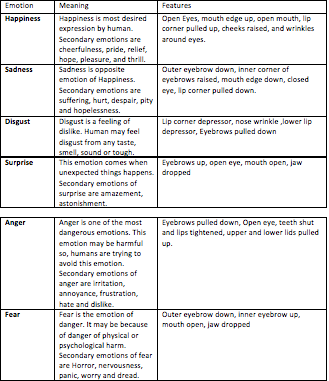 Emotion Meaning Features
Happiness Happiness is most desired Open Eyes, mouth edge up, open mouth, lip
expression by human. corner pulled up, cheeks raised, and wrinkles
Secondary emotions are around eyes.
cheerfulness, pride, relief,
hope, pleasure, and thrill.
Sadness Sadness is opposite Outer eyebrow down, inner corner of
emotion of Happiness. eyebrows raised, mouth edge down, closed
Secondary emotions are eye, lip corner pulled down.
suffering, hurt, despair, pity
and hopelessness.
Disgust Disgust is a feeling of Lip corner depressor, nose wrinkle ,lower lip
dislike. Human may feel depressor, Eyebrows pulled down
disgust from any taste,
smell, sound or tough.
Surprise This emotion comes when Eyebrows up, open eye, mouth open, jaw
unexpected things happens. dropped
Secondary emotions of
surprise are amazement,
astonishment.
Anger Anger is one of the most Eyebrows pulled down, Open eye, teeth shut
dangerous emotions. This and lips tightened, upper and lower lids pulled
emotion may be harmful up.
so, humans are trying to
avoid this emotion.
Secondary emotions of
anger are irritation,
annoyance, frustration,
hate and dislike.
Fear Fear is the emotion of Outer eyebrow down, inner eyebrow up,
danger. It may be because mouth open, jaw dropped
of danger of physical or
psychological harm.
Secondary emotions of fear
are Horror, nervousness,
panic, worry and dread.